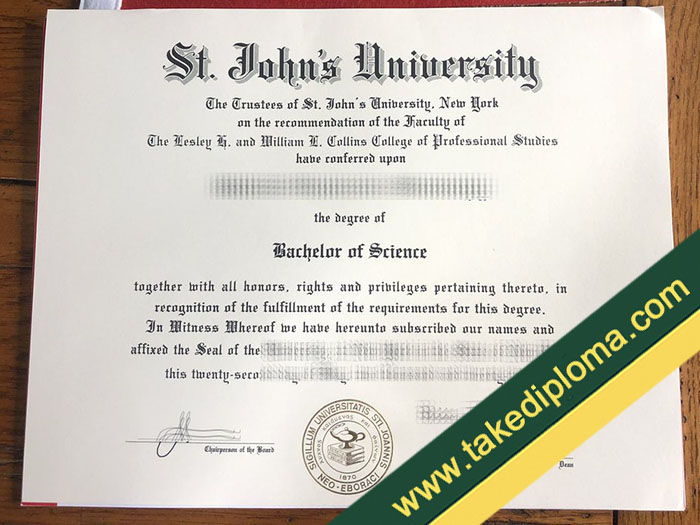 St. John's University
The Trustees of St. John's University, New York
on the recommendation of the Faculty of
The Lesley H. and William L. Collins College of Professional Studies
have conferred upon
the degree of
Bachelor of Science
together with all honors, rights and privileges pertaining thereto, in
recognition of the fulfillment of the requirements for this degree.
In Witness Whereof we have hereunto subscribed our names and
affixed the Seal of the
this twenty-seco
Chairperson of the Board
SIGILLUM UNIVERSITATIS STI JOANNIS
NEO-EBORACI
1870
Dean
www.takediploma.com